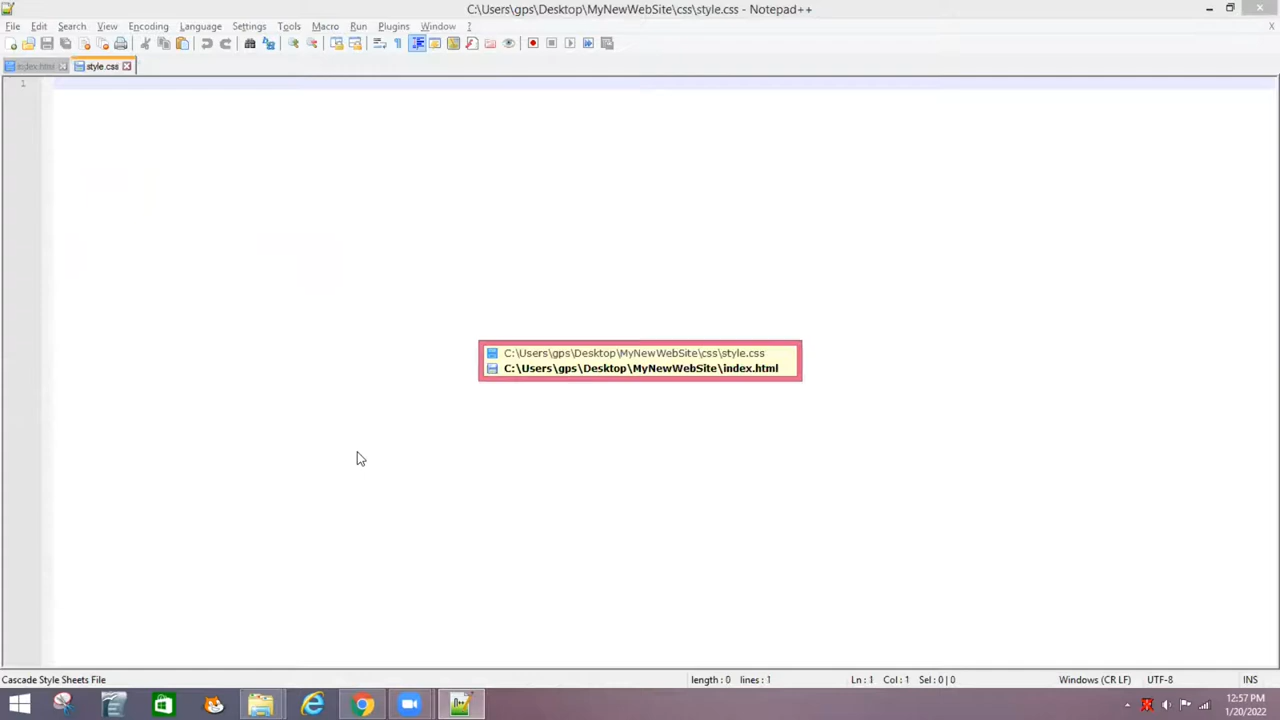 C:\Users\gps\Desktop\MyNewWebSite\css\style.css - Notepad++
File Edit Search View Encoding Language Settings Tools Macro Run Plugins Window ?
index.html style.css
1
C:\Users\gps\Desktop\MyNewWebSite\css\style.css
C:\Users\gps\Desktop\MyNewWebSite\index.html
Cascade Style Sheets File length : 0 lines : 1 Ln : 1 Col : 1 Sel : 0 | 0 Windows (CR LF) UTF-8 INS
12:57 PM
1/20/2022